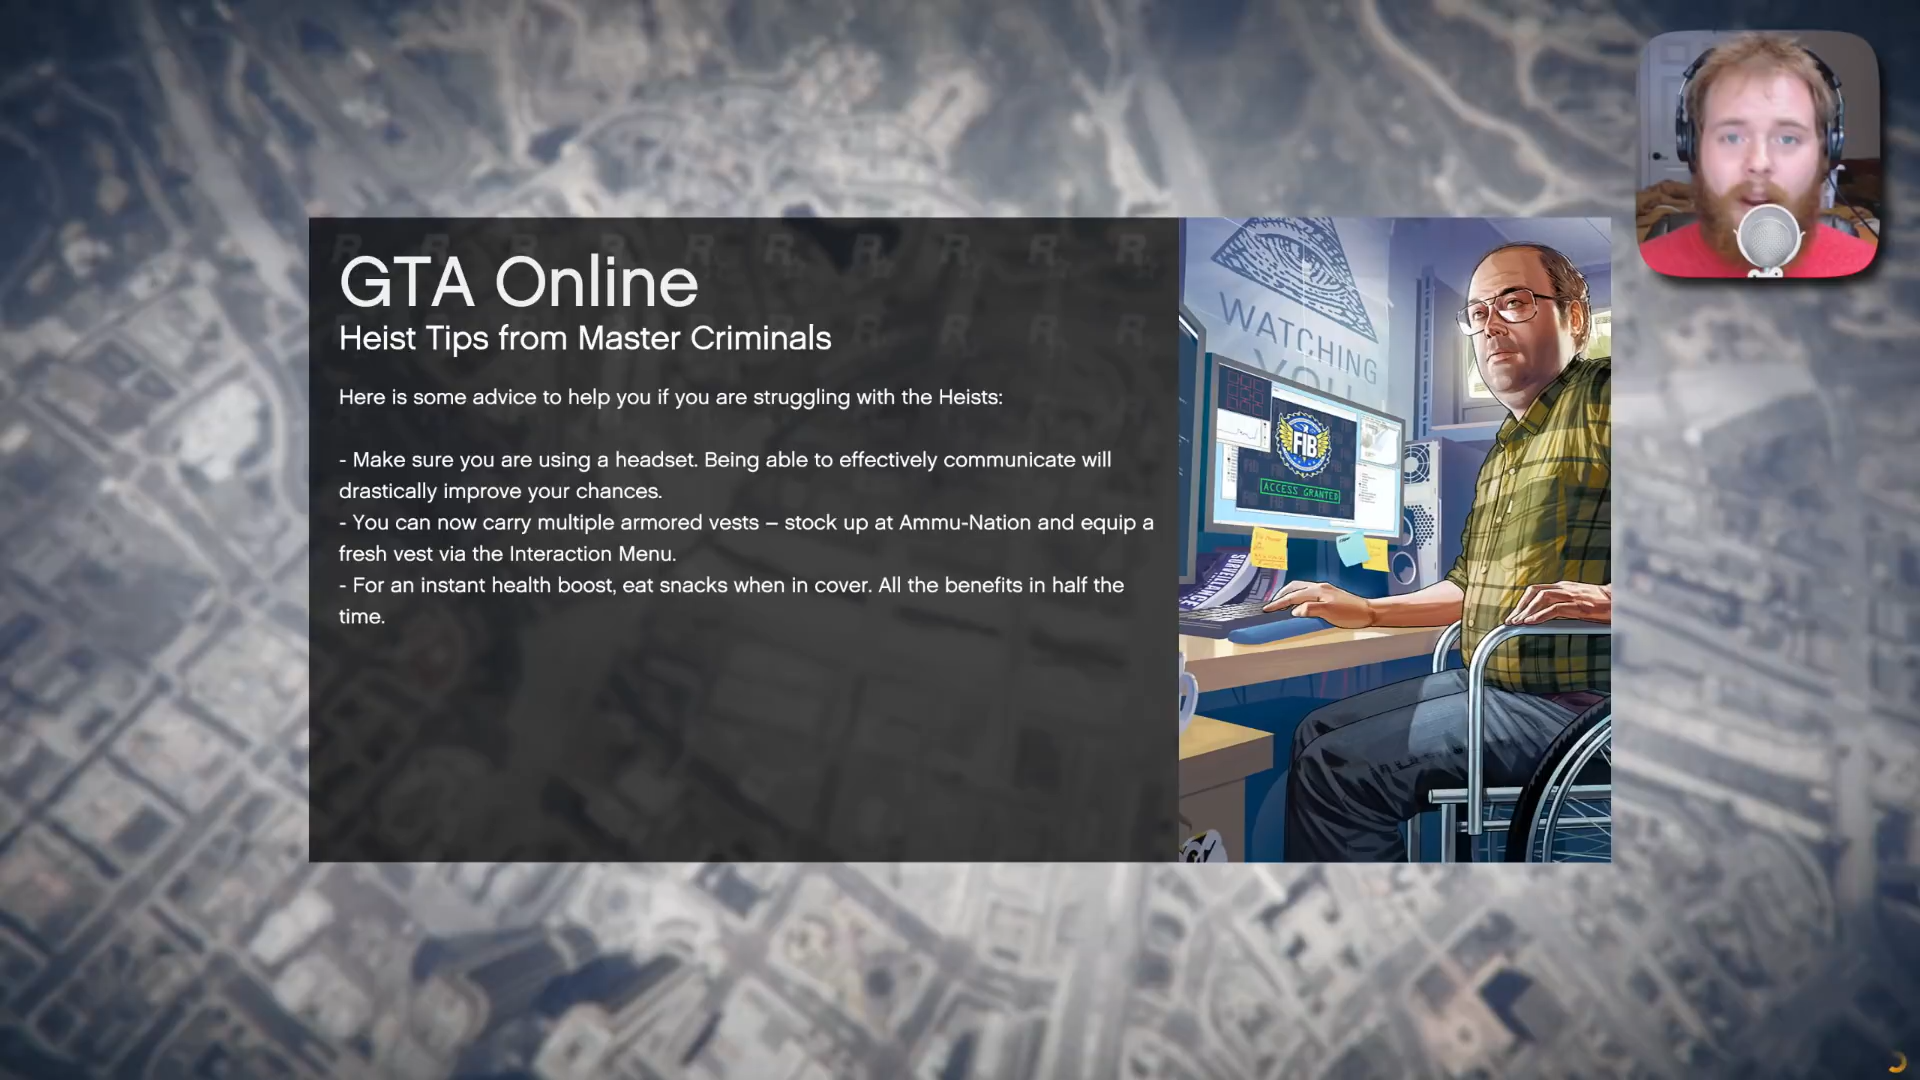 GTA Online
Heist Tips from Master Criminals
Here is some advice to help you if you are struggling with the Heists:
- Make sure you are using a headset. Being able to effectively communicate will
drastically improve your chances.
- You can now carry multiple armored vests – stock up at Ammu-Nation and equip a
fresh vest via the Interaction Menu.
- For an instant health boost, eat snacks when in cover. All the benefits in half the
time.
WATCHING
YOU
FIB
ACCESS GRANTED
SURVEILLANCE